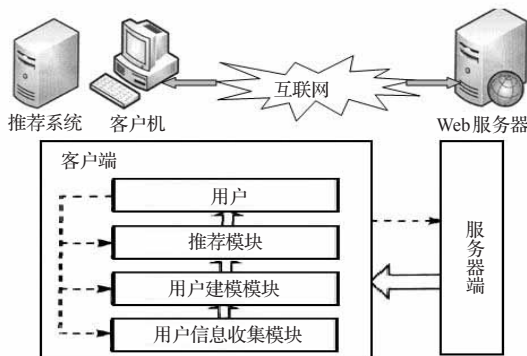 互联网
推荐系统 客户机 Web服务器
客户端
用户
推荐模块
用户建模模块
用户信息收集模块
服务器端